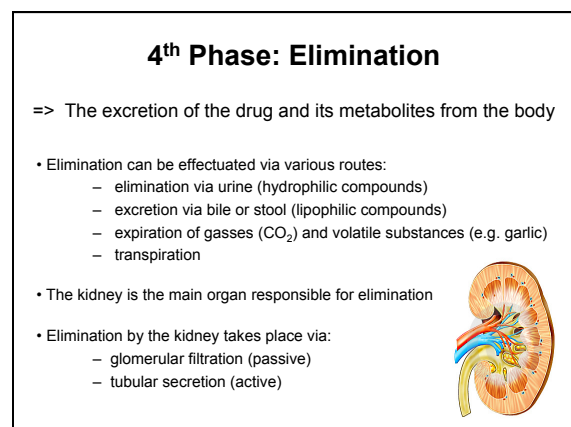 4th Phase: Elimination
=> The excretion of the drug and its metabolites from the body
• Elimination can be effectuated via various routes:
– elimination via urine (hydrophilic compounds)
– excretion via bile or stool (lipophilic compounds)
– expiration of gasses (CO2) and volatile substances (e.g. garlic)
– transpiration
• The kidney is the main organ responsible for elimination
• Elimination by the kidney takes place via:
– glomerular filtration (passive)
– tubular secretion (active)